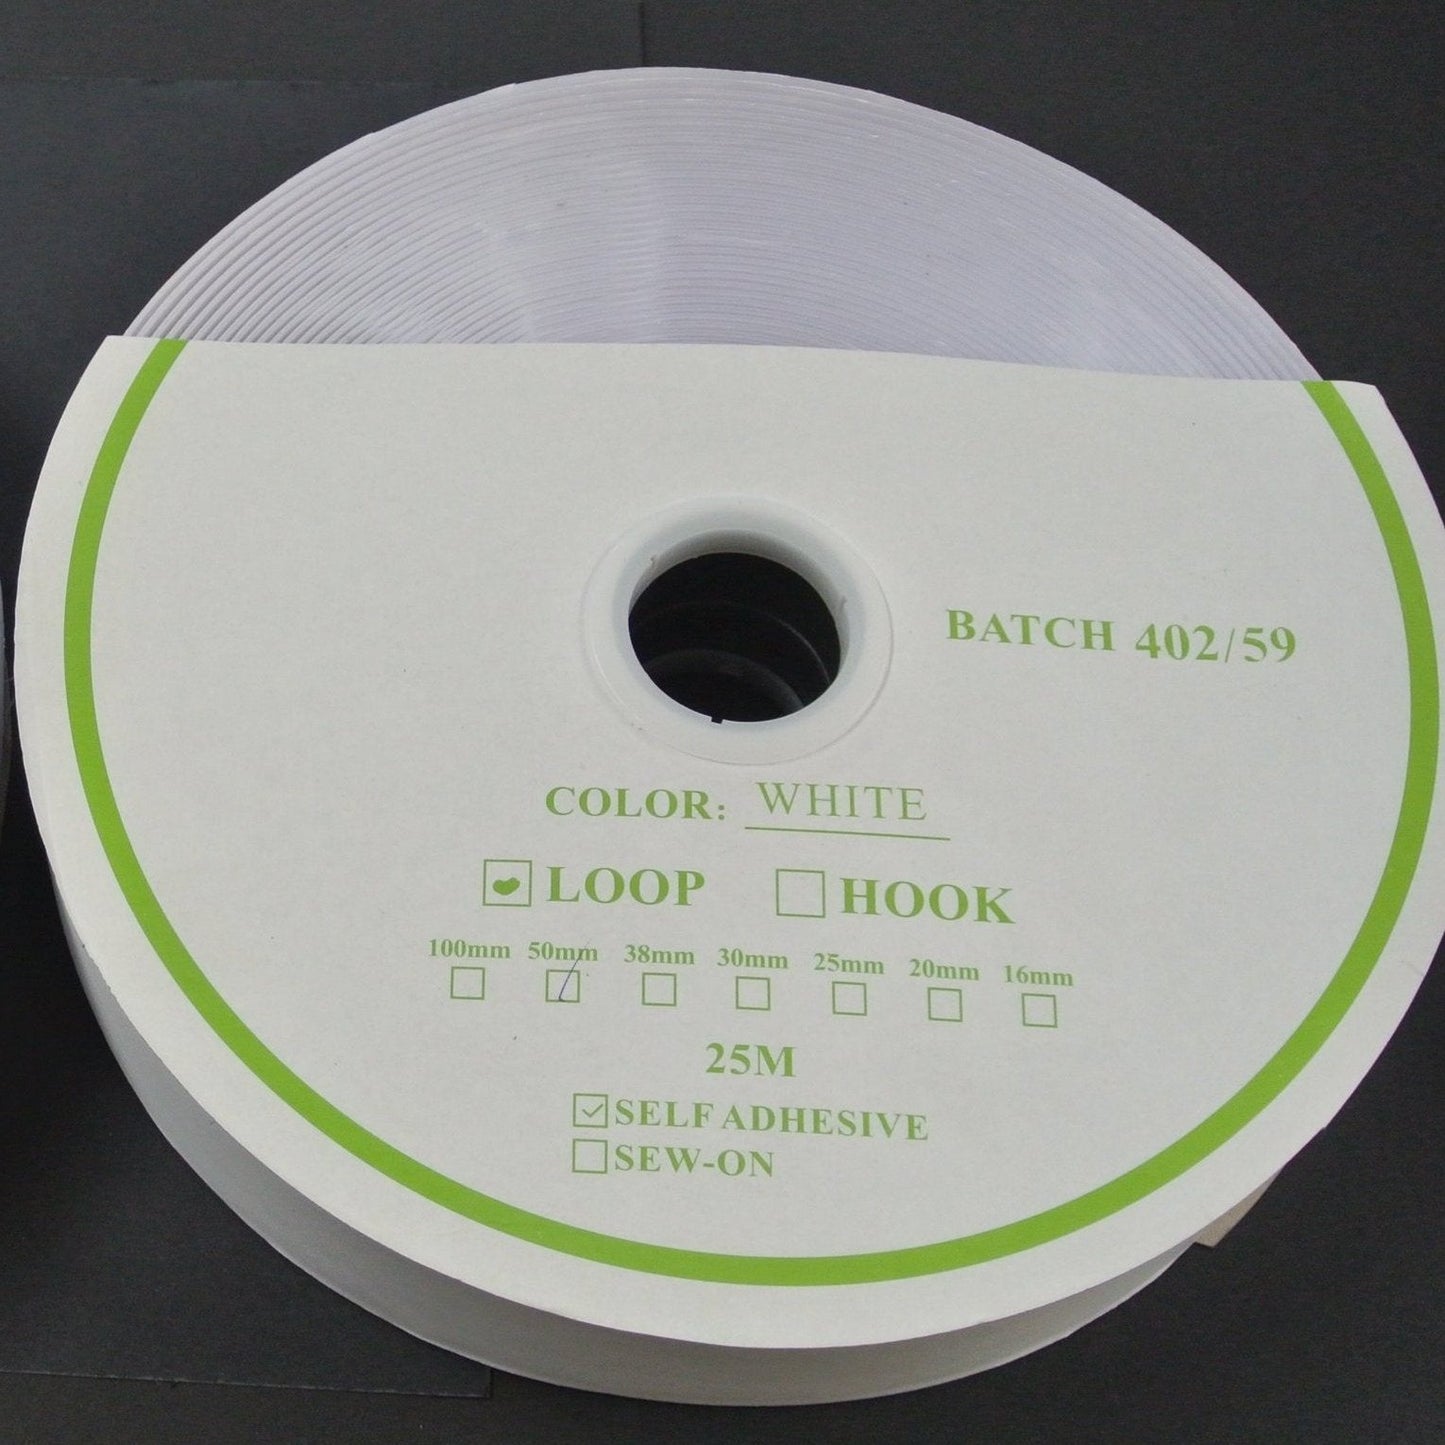 BATCH 402/59
COLOR: WHITE
LOOP HOOK
100mm 50mm 38mm 30mm 25mm 20mm 16mm
25M
SELF ADHESIVE
SEW-ON